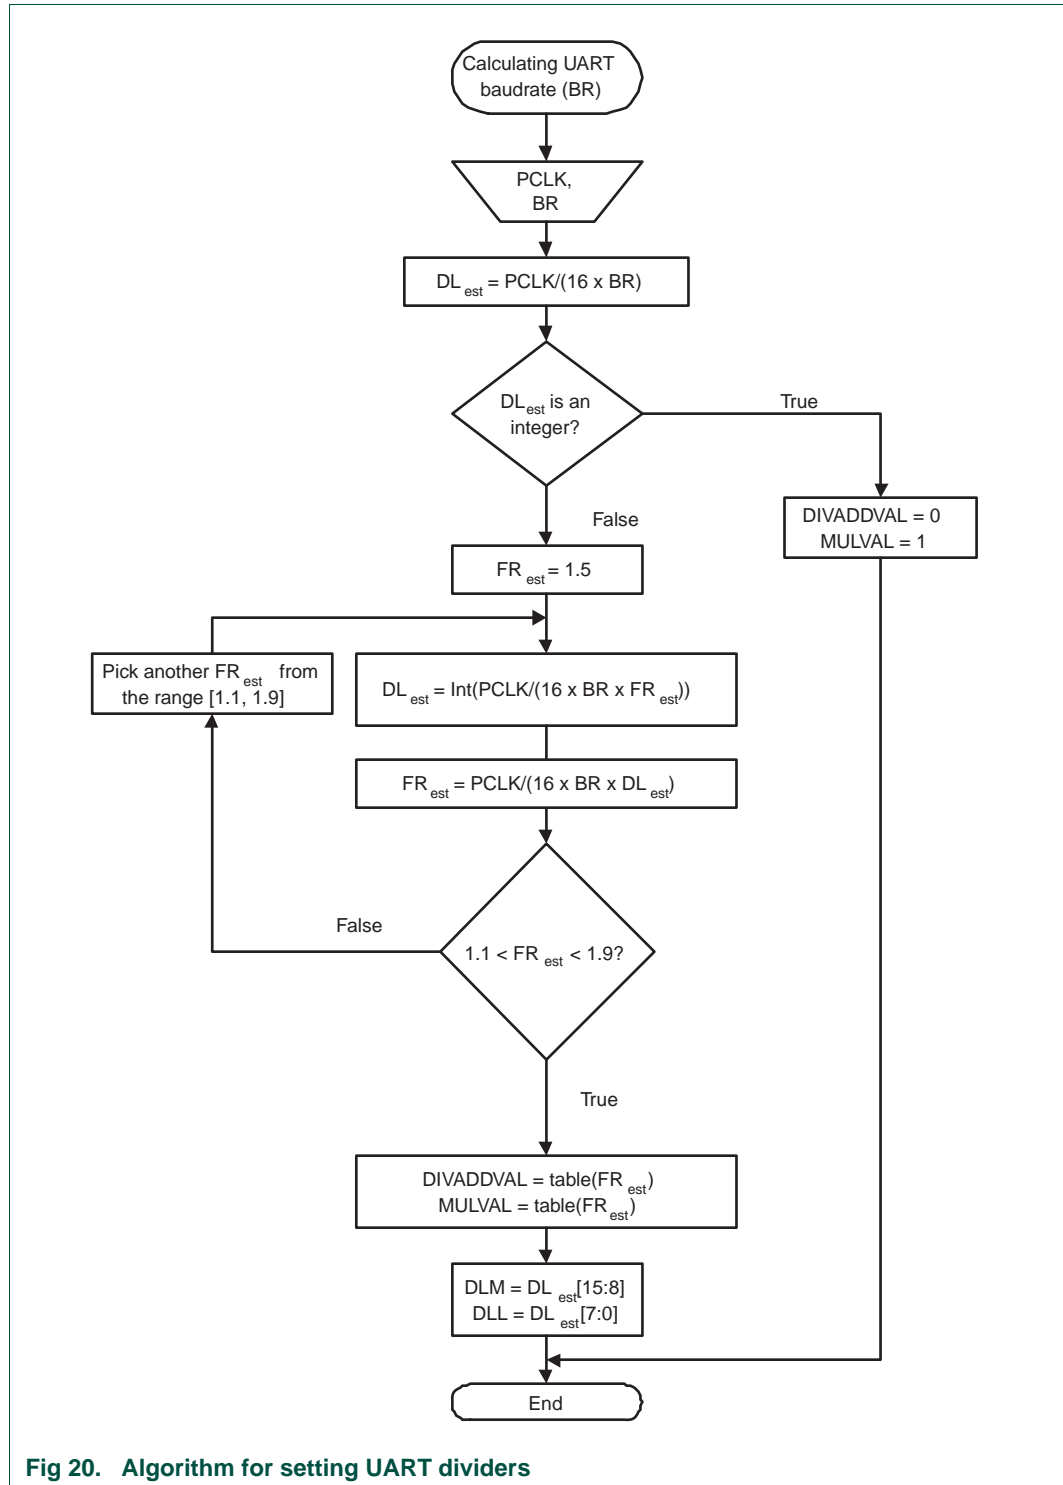 Calculating UART
baudrate (BR)
PCLK,
BR
DL est = PCLK/(16 x BR)
DLest is an
integer?
True
False
DIVADDVAL = 0
MULVAL = 1
FR est = 1.5
Pick another FR est from
the range [1.1, 1.9]
DL est = Int(PCLK/(16 x BR x FR est))
FR est = PCLK/(16 x BR x DL est)
False
1.1 < FR est < 1.9?
True
DIVADDVAL = table(FR est)
MULVAL = table(FR est)
DLM = DL est[15:8]
DLL = DL est[7:0]
End
Fig 20. Algorithm for setting UART dividers